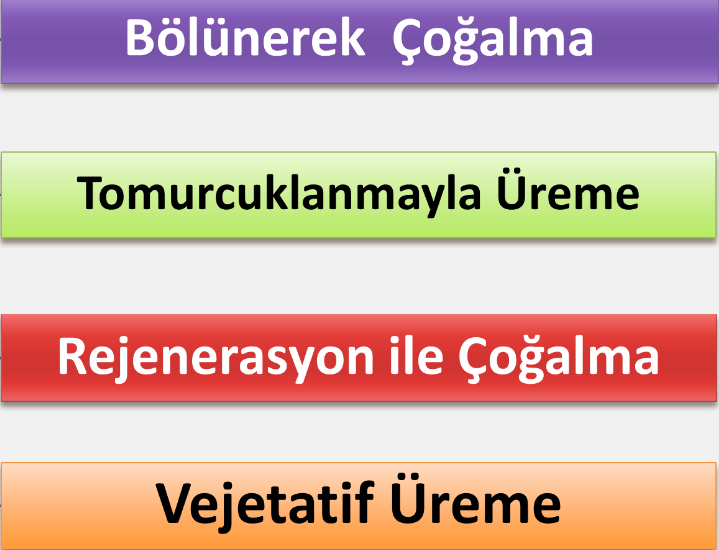 Bölünerek Çoğalma
Tomurcuklanmayla Üreme
Rejenerasyon ile Çoğalma
Vejetatif Üreme